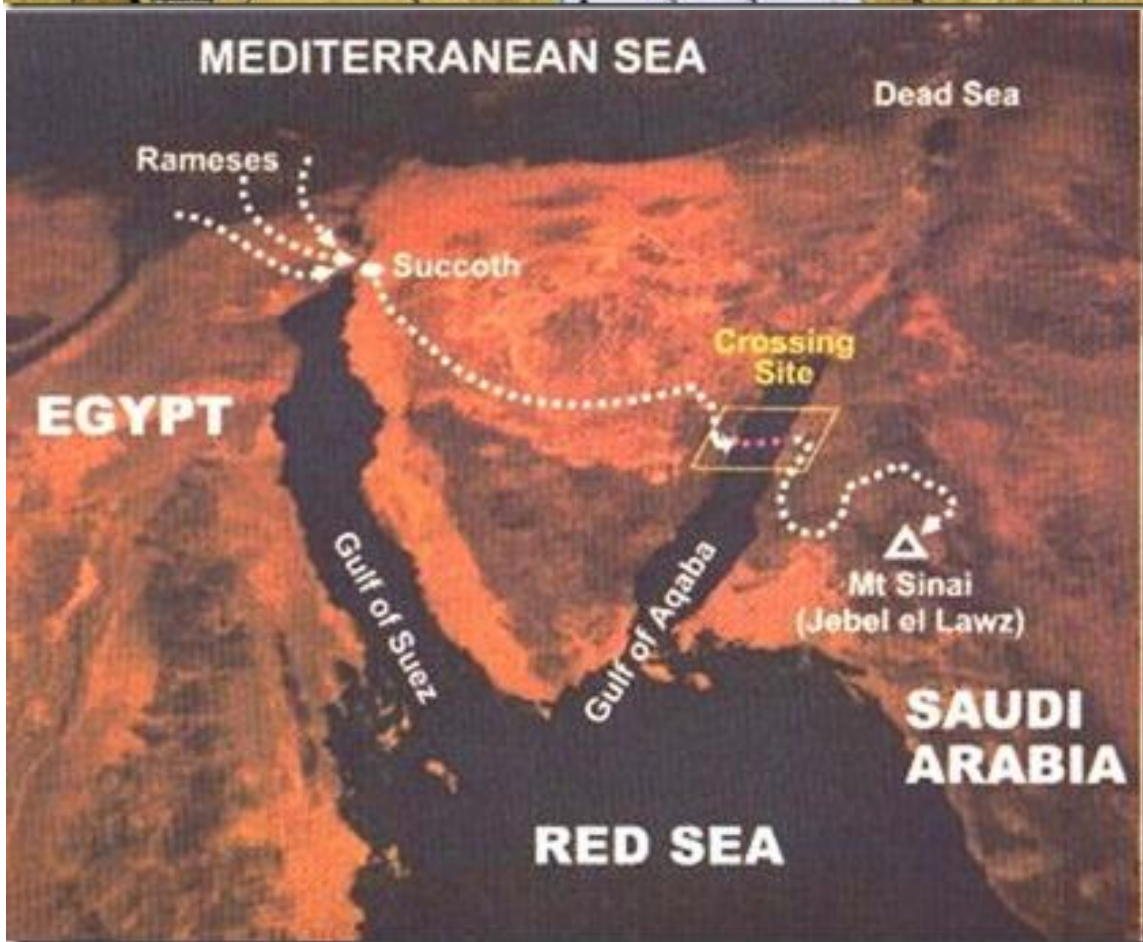 MEDITERRANEAN SEA
Dead Sea
Rameses
Succoth
Crossing
Site
EGYPT
Gulf of Suez
Gulf of Aqaba
Mt Sinai
(Jebel el Lawz)
SAUDI
ARABIA
RED SEA